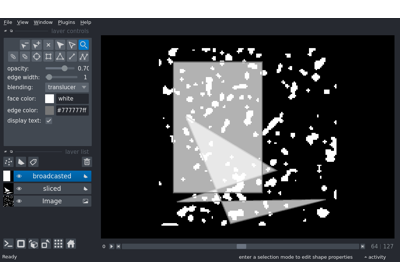 File View Window Plugins Help
layer controls
opacity: 0.70
edge width: 1
blending: translucen
face color: white
edge color: #777777ff
display text:
layer list
broadcasted
sliced
Image
0 64 127
Ready enter a selection mode to edit shape properties activity